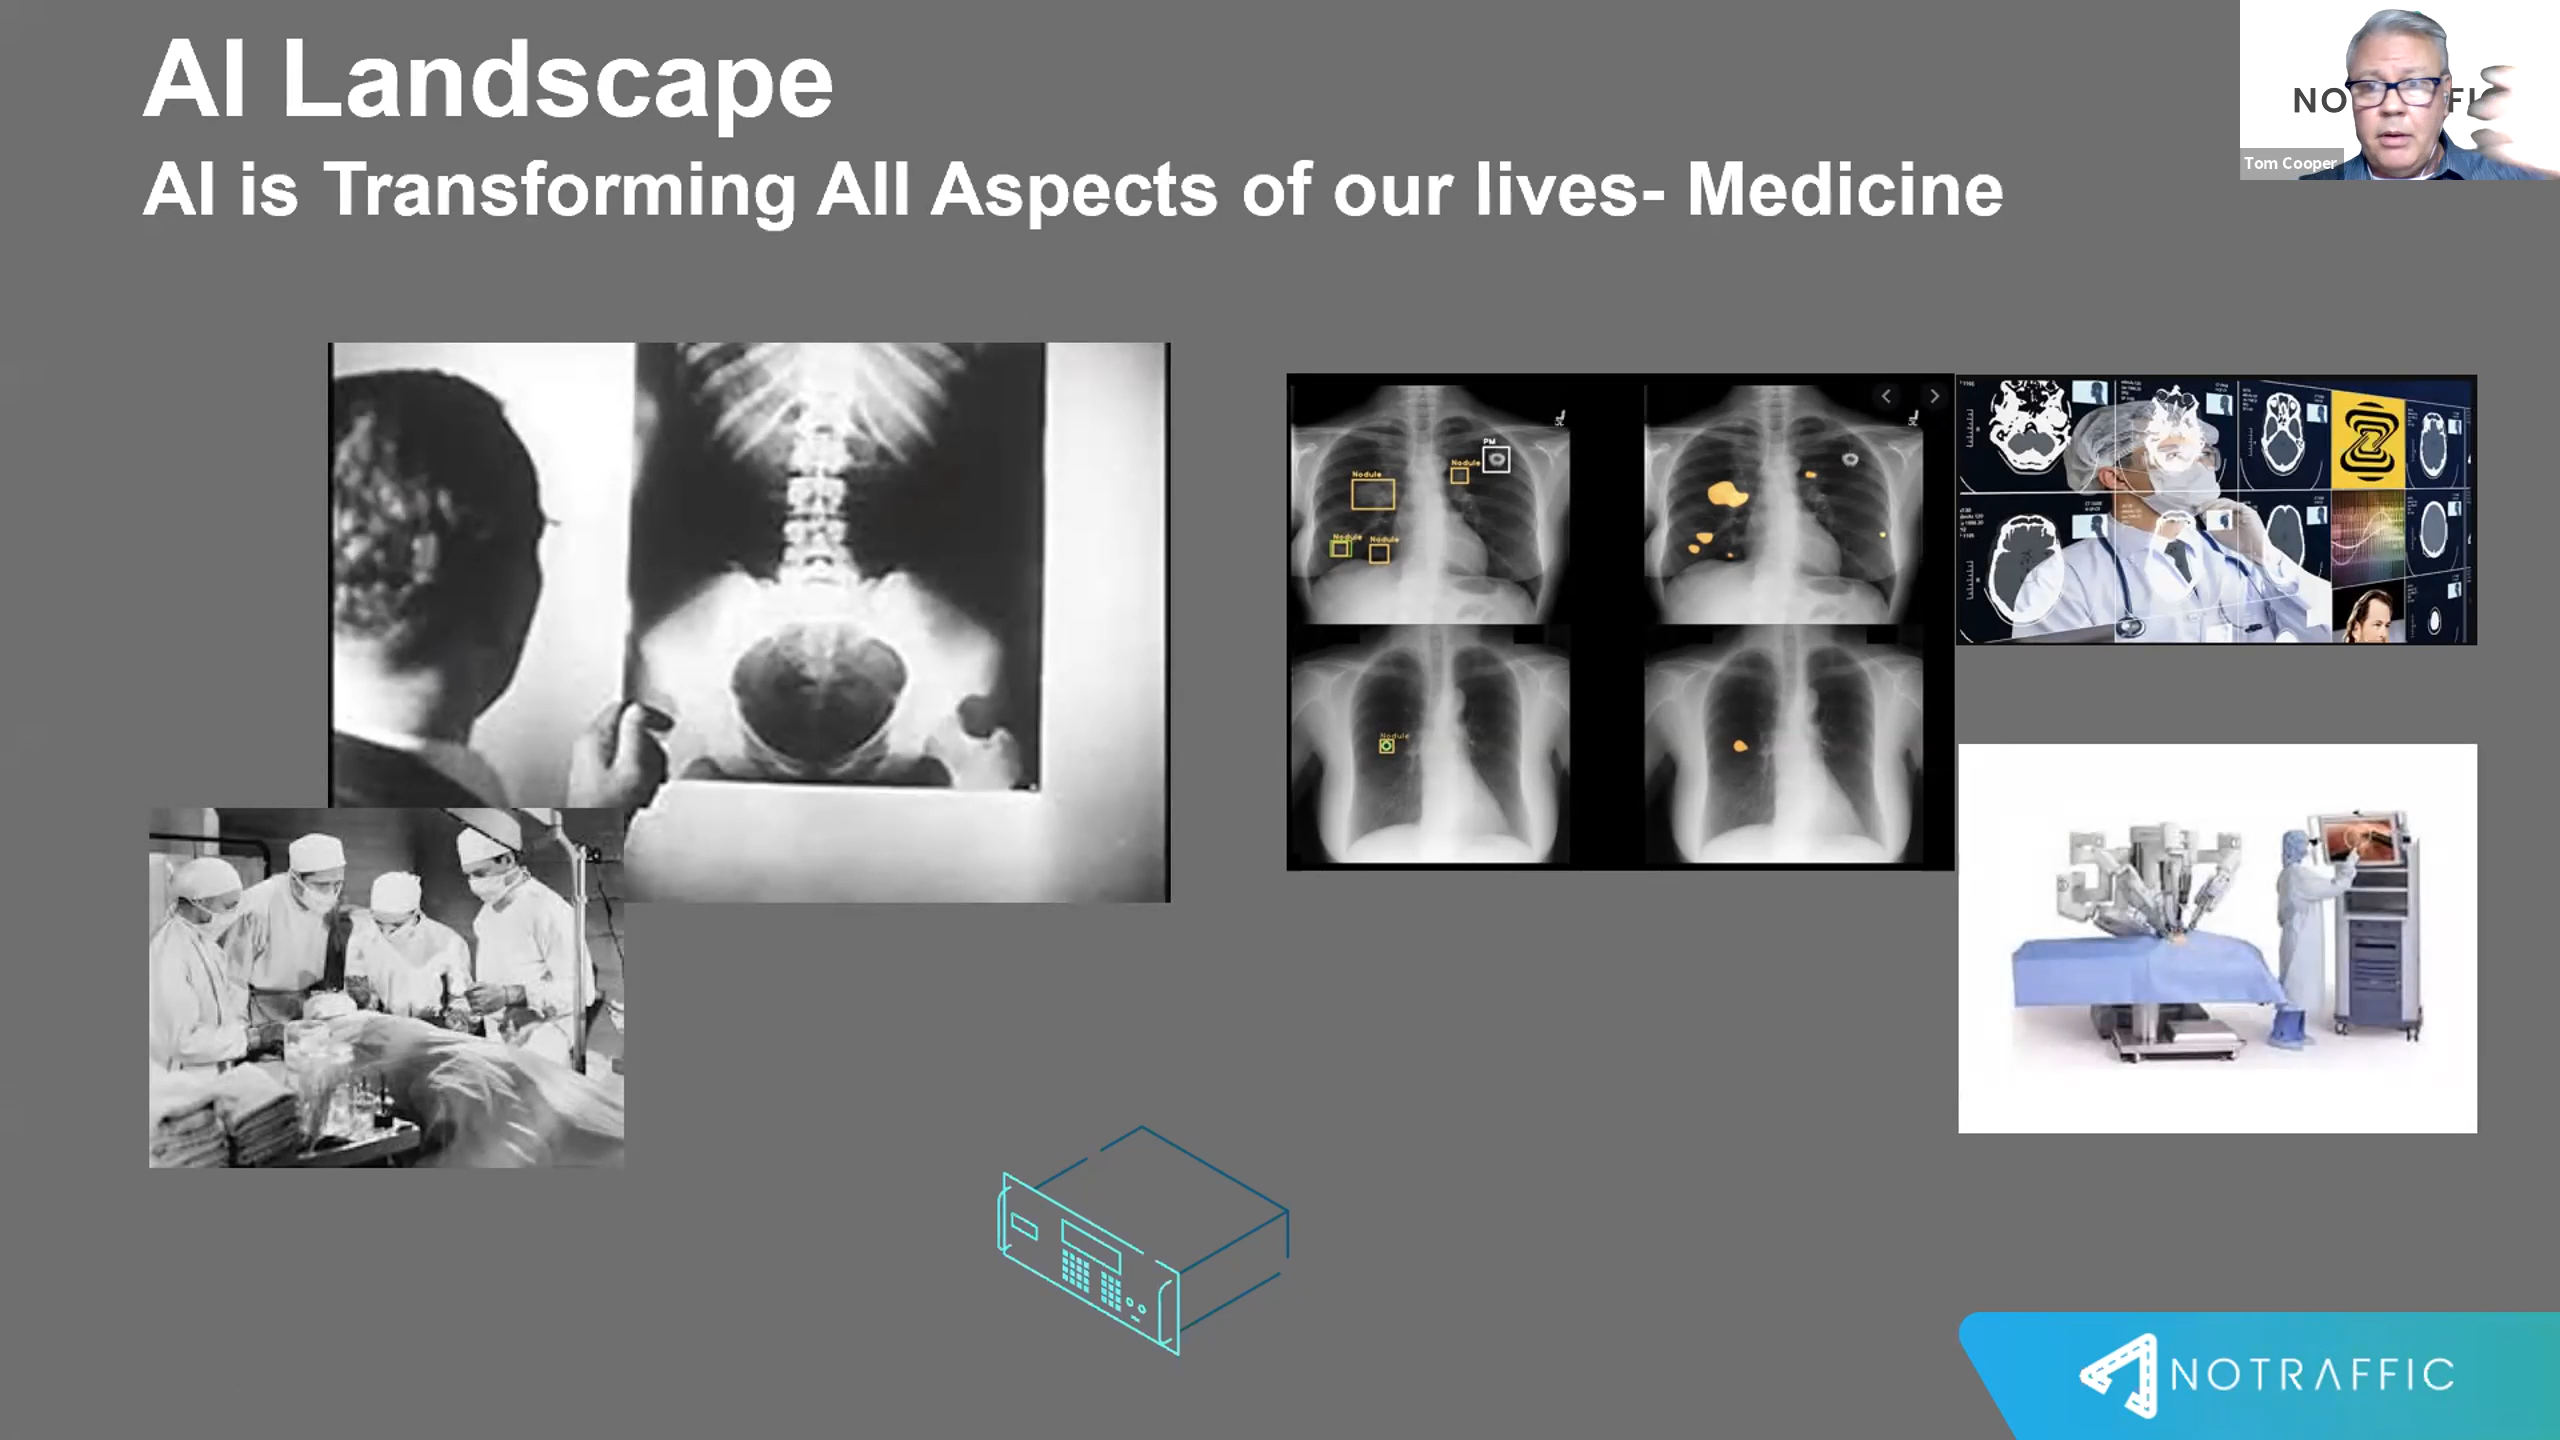 AI Landscape
AI is Transforming All Aspects of our lives- Medicine
Tom Cooper
PM
Nodule
Nodule
Nodule
Nodule
Nodule
NOTRAFFIC